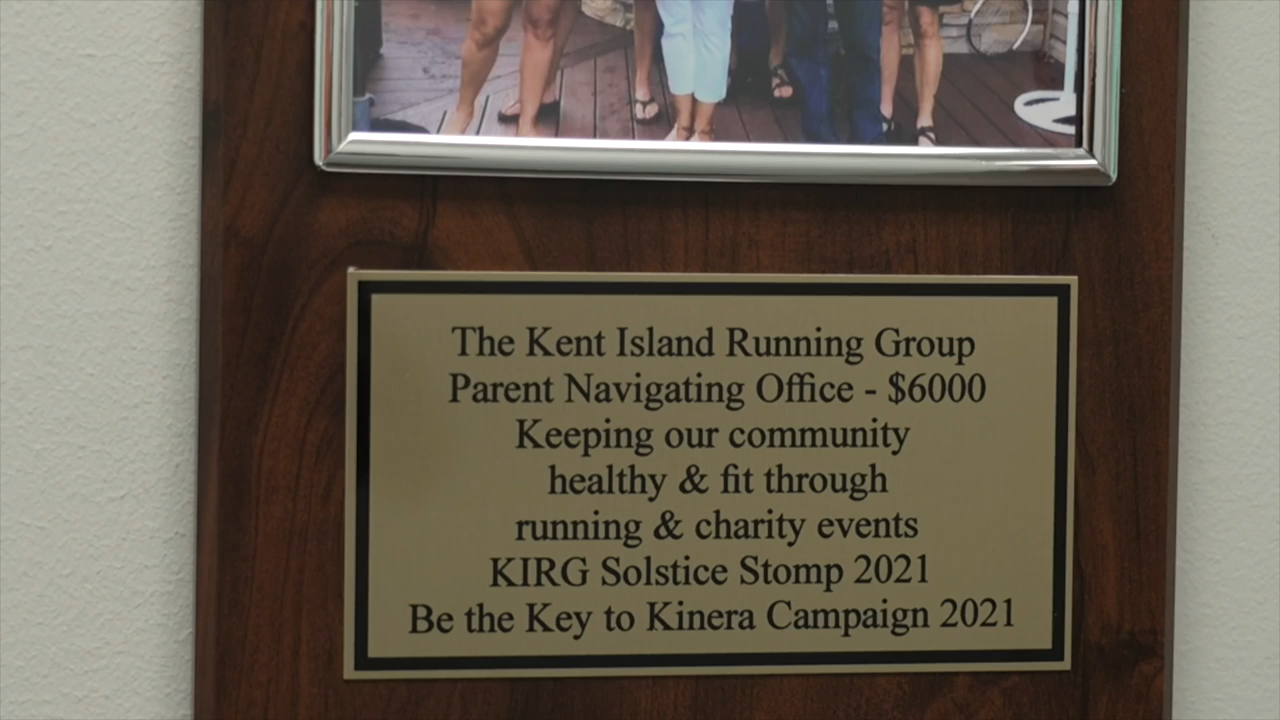 The Kent Island Running Group
Parent Navigating Office - $6000
Keeping our community
healthy & fit through
running & charity events
KIRG Solstice Stomp 2021
Be the Key to Kinera Campaign 2021